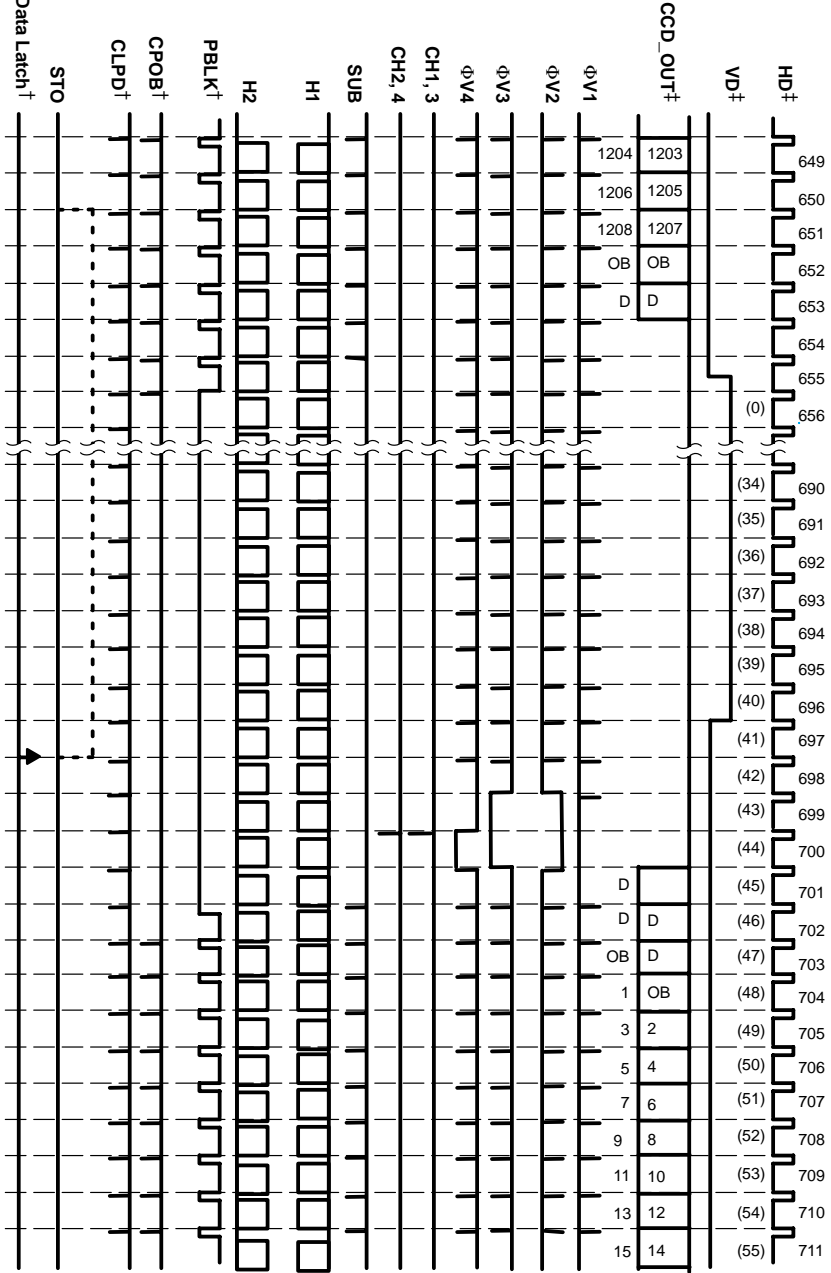 HD‡
VD‡
CCD_OUT‡
ΦV1
ΦV2
ΦV3
ΦV4
CH1, 3
CH2, 4
SUB
H1
H2
PBLK†
CPOB†
CLPD†
STO
Data Latch†
1204 1203 649
1206 1205 650
1208 1207 651
OB OB 652
D D 653
654
655
(0) 656
(34) 690
(35) 691
(36) 692
(37) 693
(38) 694
(39) 695
(40) 696
(41) 697
(42) 698
(43) 699
(44) 700
D (45) 701
D D (46) 702
OB D (47) 703
1 OB (48) 704
3 2 (49) 705
5 4 (50) 706
7 6 (51) 707
9 8 (52) 708
11 10 (53) 709
13 12 (54) 710
15 14 (55) 711